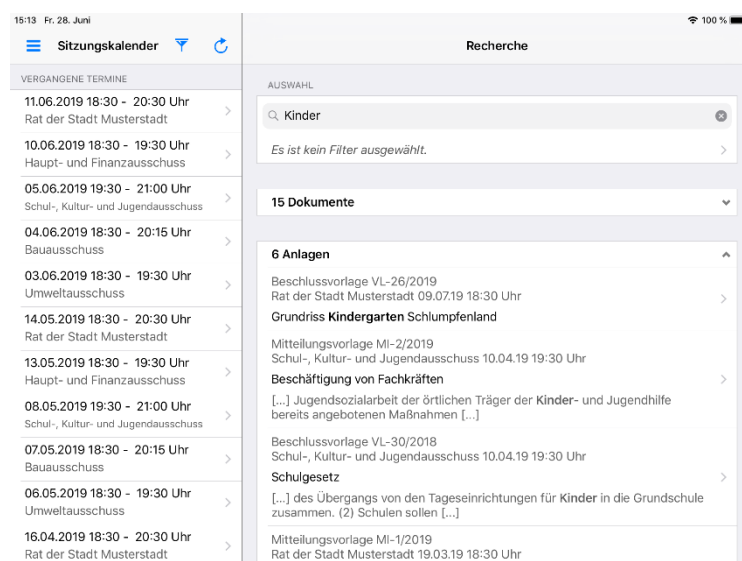 15:13 Fr. 28. Juni
100 %
Sitzungskalender
VERGANGENE TERMINE
11.06.2019 18:30 - 20:30 Uhr
Rat der Stadt Musterstadt
10.06.2019 18:30 - 19:30 Uhr
Haupt- und Finanzausschuss
05.06.2019 19:30 - 21:00 Uhr
Schul-, Kultur- und Jugendausschuss
04.06.2019 18:30 - 20:15 Uhr
Bauausschuss
03.06.2019 18:30 - 19:30 Uhr
Umweltausschuss
14.05.2019 18:30 - 20:30 Uhr
Rat der Stadt Musterstadt
13.05.2019 18:30 - 19:30 Uhr
Haupt- und Finanzausschuss
08.05.2019 19:30 - 21:00 Uhr
Schul-, Kultur- und Jugendausschuss
07.05.2019 18:30 - 20:15 Uhr
Bauausschuss
06.05.2019 18:30 - 19:30 Uhr
Umweltausschuss
16.04.2019 18:30 - 20:30 Uhr
Rat der Stadt Musterstadt
Recherche
AUSWAHL
Kinder
Es ist kein Filter ausgewählt.
15 Dokumente
6 Anlagen
Beschlussvorlage VL-26/2019
Rat der Stadt Musterstadt 09.07.19 18:30 Uhr
Grundriss Kindergarten Schlumpfenland
Mitteilungsvorlage MI-2/2019
Schul-, Kultur- und Jugendausschuss 10.04.19 19:30 Uhr
Beschäftigung von Fachkräften
[...] Jugendsozialarbeit der örtlichen Träger der Kinder- und Jugendhilfe
bereits angebotenen Maßnahmen [...]
Beschlussvorlage VL-30/2018
Schul-, Kultur- und Jugendausschuss 10.04.19 19:30 Uhr
Schulgesetz
[...] des Übergangs von den Tageseinrichtungen für Kinder in die Grundschule
zusammen. (2) Schulen sollen [...]
Mitteilungsvorlage MI-1/2019
Rat der Stadt Musterstadt 19.03.19 18:30 Uhr